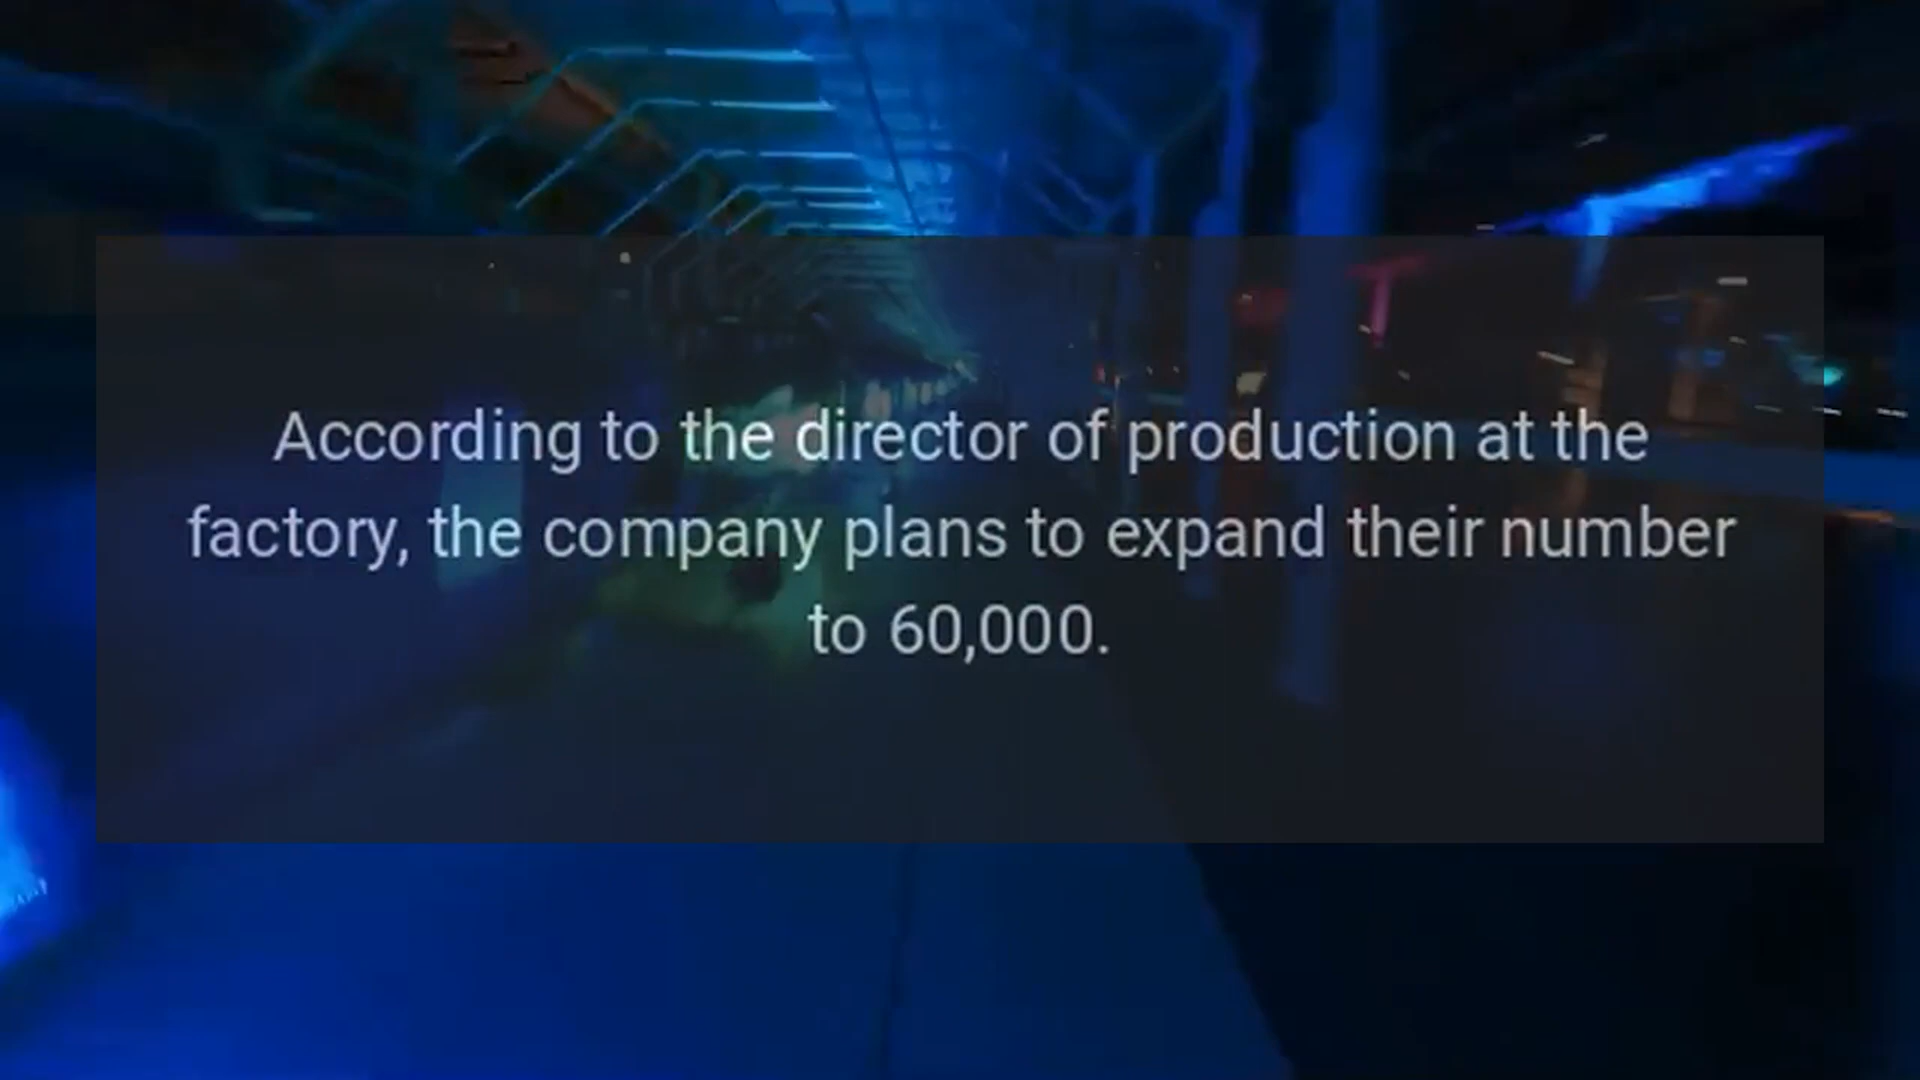 According to the director of production at the
factory, the company plans to expand their number
to 60,000.